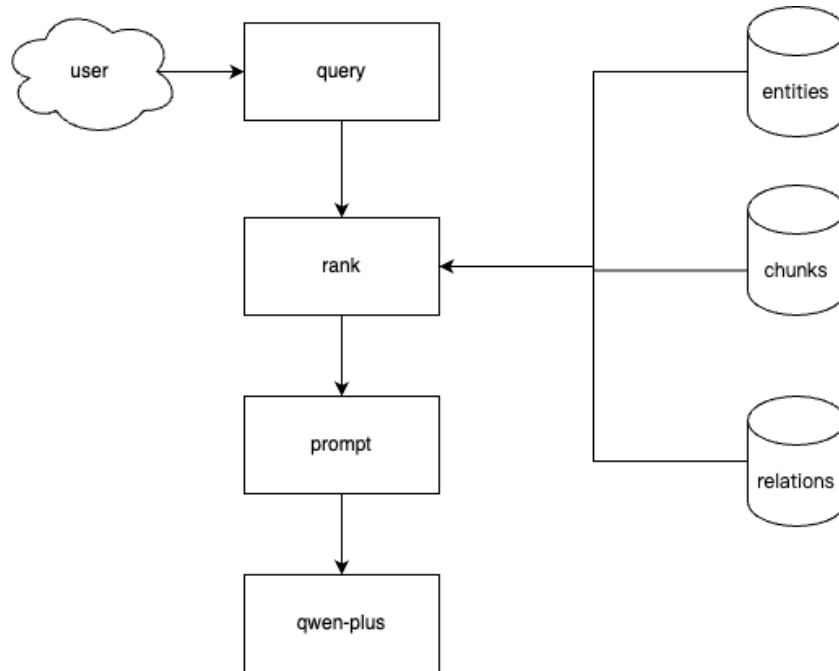 user
query
entities
rank
chunks
prompt
relations
qwen-plus